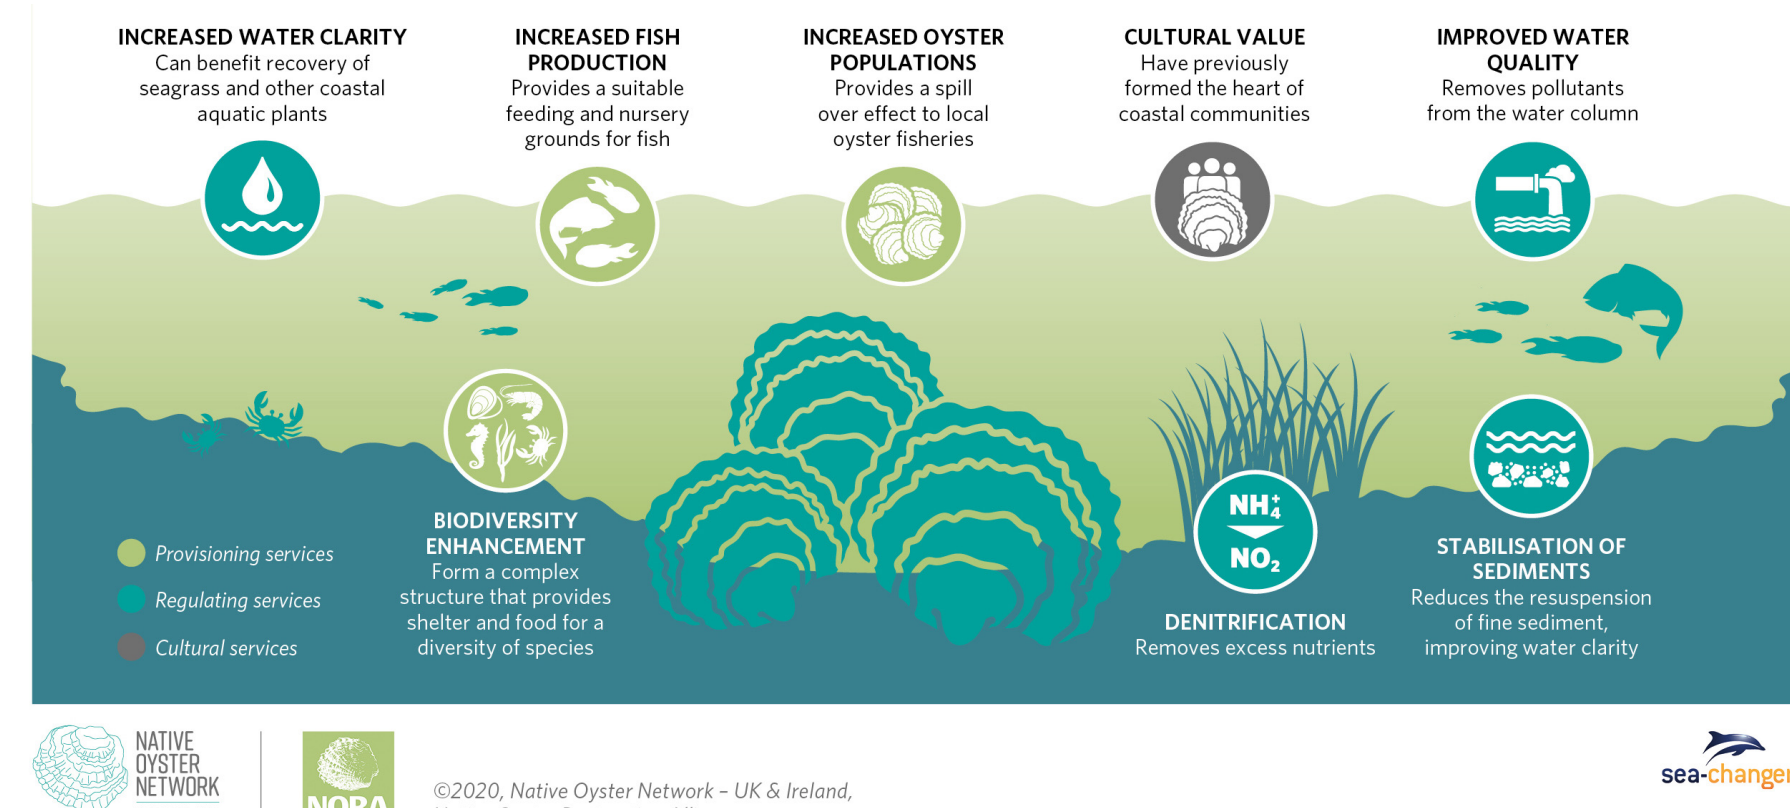 INCREASED WATER CLARITY
Can benefit recovery of
seagrass and other coastal
aquatic plants
INCREASED FISH
PRODUCTION
Provides a suitable
feeding and nursery
grounds for fish
INCREASED OYSTER
POPULATIONS
Provides a spill
over effect to local
oyster fisheries
CULTURAL VALUE
Have previously
formed the heart of
coastal communities
IMPROVED WATER
QUALITY
Removes pollutants
from the water column
BIODIVERSITY
ENHANCEMENT
Form a complex
structure that provides
shelter and food for a
diversity of species
NH₄⁺
NO₂
DENITRIFICATION
Removes excess nutrients
STABILISATION OF
SEDIMENTS
Reduces the resuspension
of fine sediment,
improving water clarity
Provisioning services
Regulating services
Cultural services
NATIVE
OYSTER
NETWORK
NORA
©2020, Native Oyster Network – UK & Ireland,
sea-changer